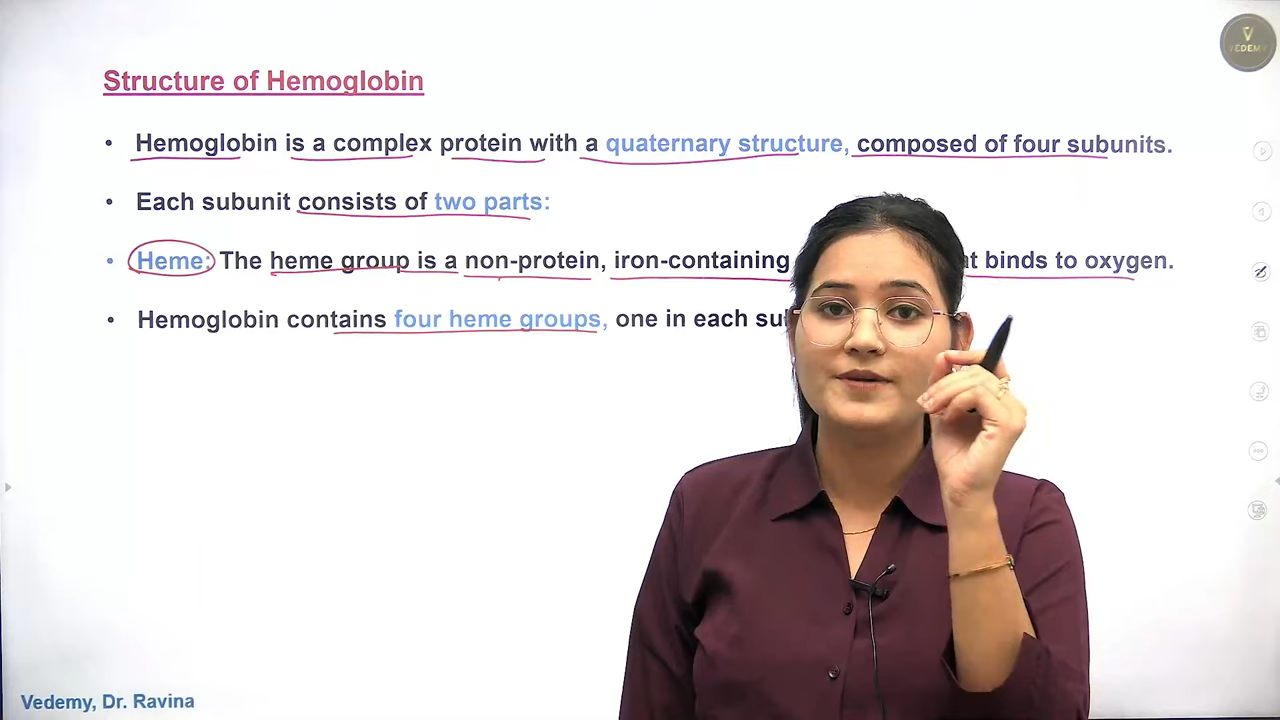 VEDEMY
Structure of Hemoglobin
• Hemoglobin is a complex protein with a quaternary structure, composed of four subunits.
• Each subunit consists of two parts:
• Heme: The heme group is a non-protein, iron-containing binds to oxygen.
• Hemoglobin contains four heme groups, one in each
Vedemy, Dr. Ravina